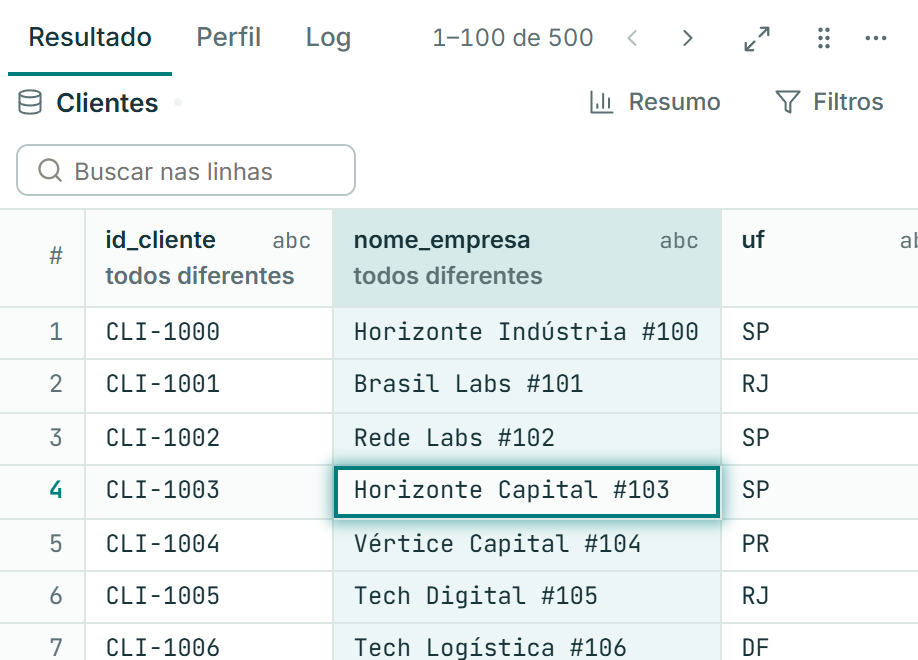 Resultado Perfil Log 1–100 de 500
Clientes Resumo Filtros
Buscar nas linhas
# id_cliente abc nome_empresa abc uf
todos diferentes todos diferentes
1 CLI-1000 Horizonte Indústria #100 SP
2 CLI-1001 Brasil Labs #101 RJ
3 CLI-1002 Rede Labs #102 SP
4 CLI-1003 Horizonte Capital #103 SP
5 CLI-1004 Vértice Capital #104 PR
6 CLI-1005 Tech Digital #105 RJ
7 CLI-1006 Tech Logística #106 DF